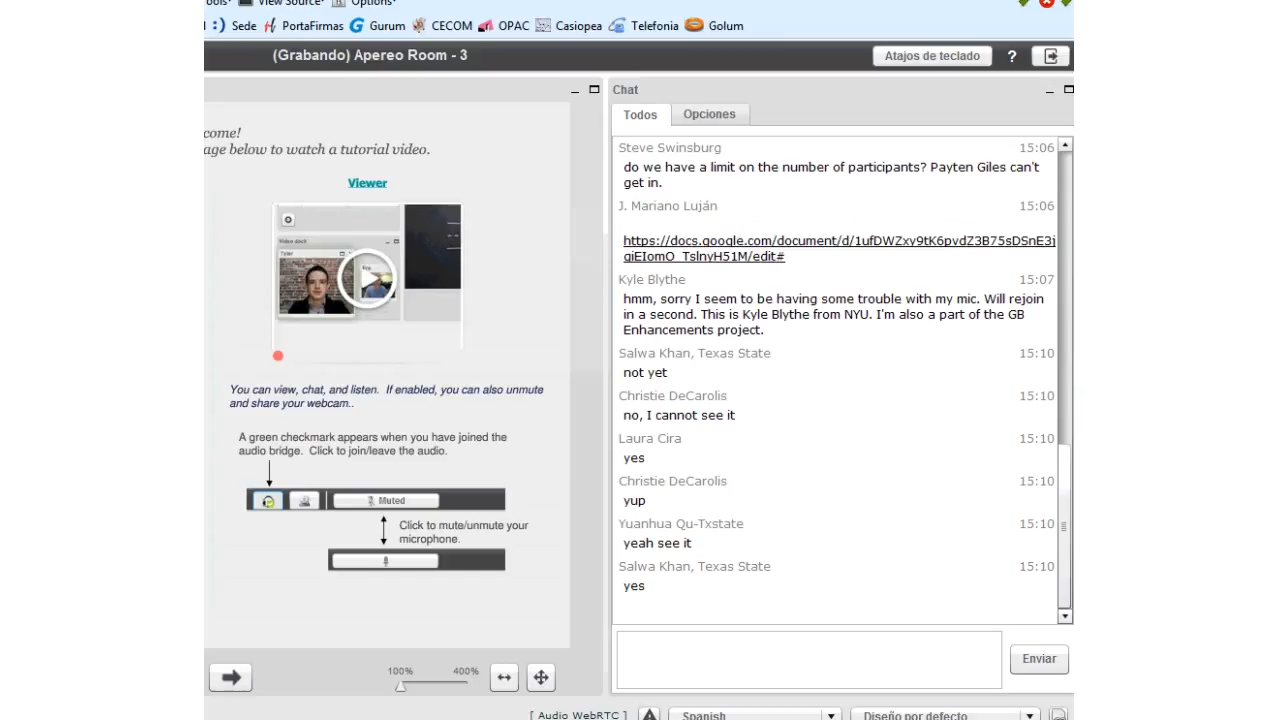 View Source Options
:) Sede PortaFirmas Gurum CECOM OPAC Casiopea Telefonia Golum
(Grabando) Apereo Room - 3
Atajos de teclado ?
come!
age below to watch a tutorial video.
Viewer
Video dock
Tyler
You can view, chat, and listen. If enabled, you can also unmute
and share your webcam..
A green checkmark appears when you have joined the
audio bridge. Click to join/leave the audio.
Muted
Click to mute/unmute your
microphone.
100% 400%
Chat
Todos Opciones
Steve Swinsburg 15:06
do we have a limit on the number of participants? Payten Giles can't
get in.
J. Mariano Luján 15:06
https://docs.google.com/document/d/1ufDWZxy9tK6pvdZ3B75sDSnE3j
giEIomO_TslnyH51M/edit#
Kyle Blythe 15:07
hmm, sorry I seem to be having some trouble with my mic. Will rejoin
in a second. This is Kyle Blythe from NYU. I'm also a part of the GB
Enhancements project.
Salwa Khan, Texas State 15:10
not yet
Christie DeCarolis 15:10
no, I cannot see it
Laura Cira 15:10
yes
Christie DeCarolis 15:10
yup
Yuanhua Qu-Txstate 15:10
yeah see it
Salwa Khan, Texas State 15:10
yes
Enviar
[ Audio WebRTC ] Spanish Diseño por defecto